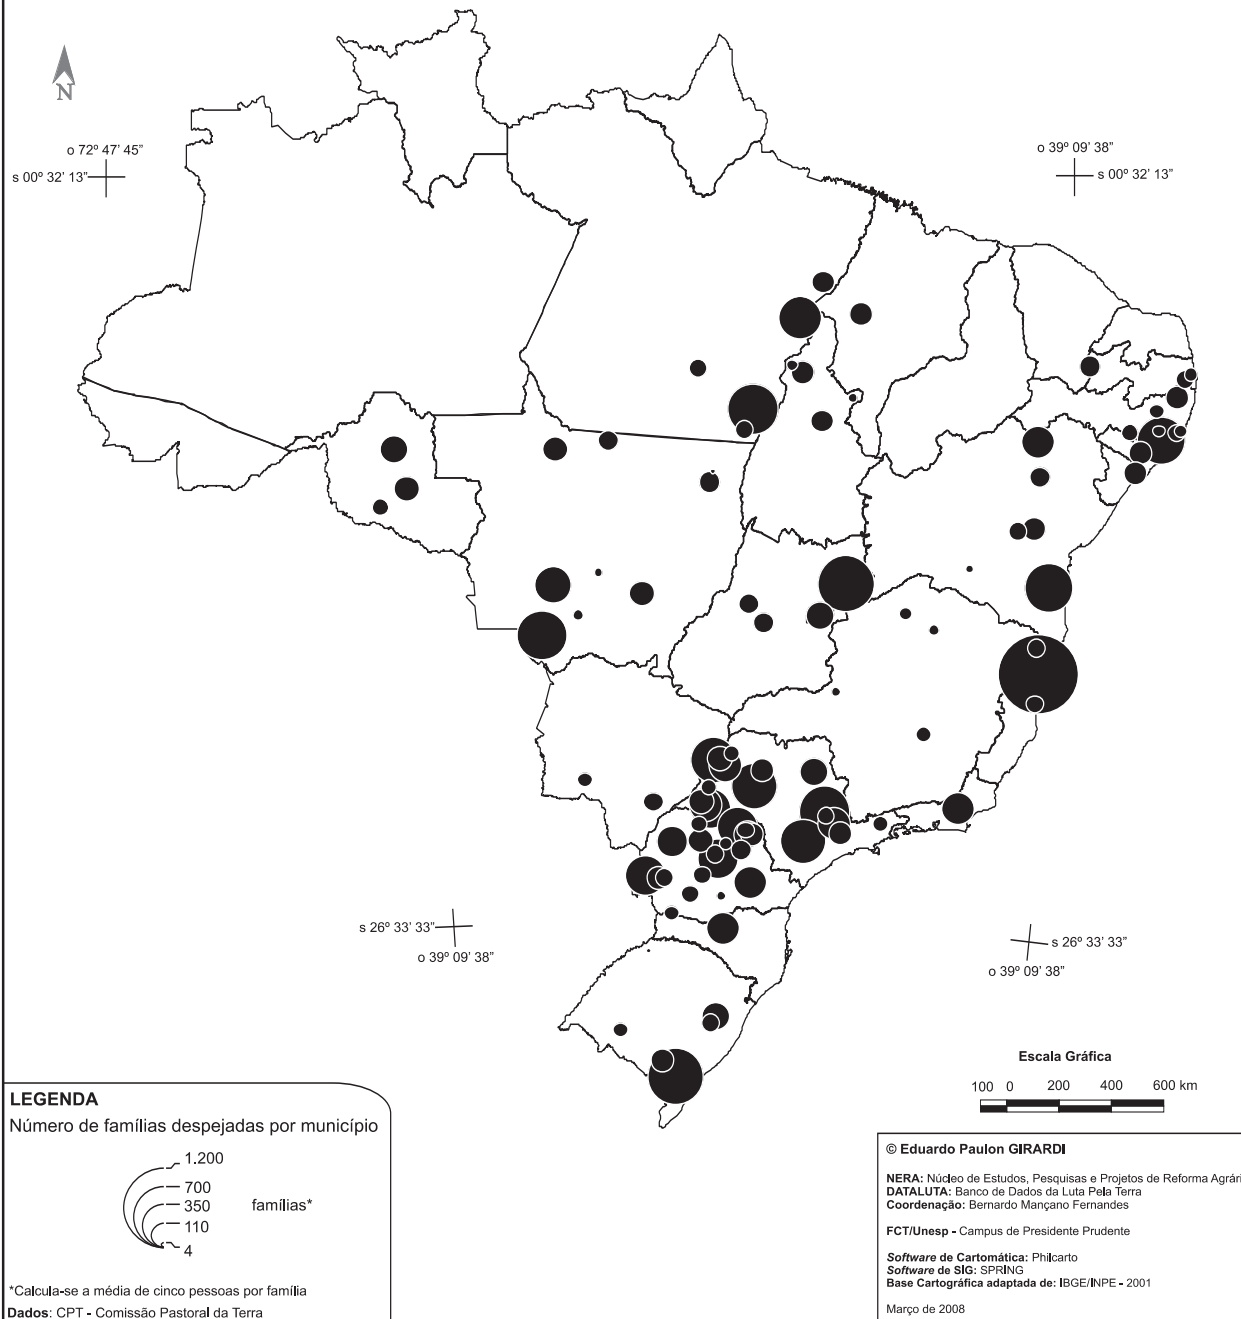 N
o 72º 47' 45”
s 00º 32' 13”
o 39º 09' 38”
s 00º 32' 13”
s 26º 33' 33”
o 39º 09' 38”
s 26º 33' 33”
o 39º 09' 38”
Escala Gráfica
100 0 200 400 600 km
LEGENDA
Número de famílias despejadas por município
1.200
700
350
110
4
famílias*
*Calcula-se a média de cinco pessoas por família
Dados: CPT - Comissão Pastoral da Terra
© Eduardo Paulon GIRARDI
NERA: Núcleo de Estudos, Pesquisas e Projetos de Reforma Agrári
DATALUTA: Banco de Dados da Luta Pela Terra
Coordenação: Bernardo Mançano Fernandes
FCT/Unesp - Campus de Presidente Prudente
Software de Cartomática: Philcarto
Software de SIG: SPRING
Base Cartográfica adaptada de: IBGE/INPE - 2001
Março de 2008